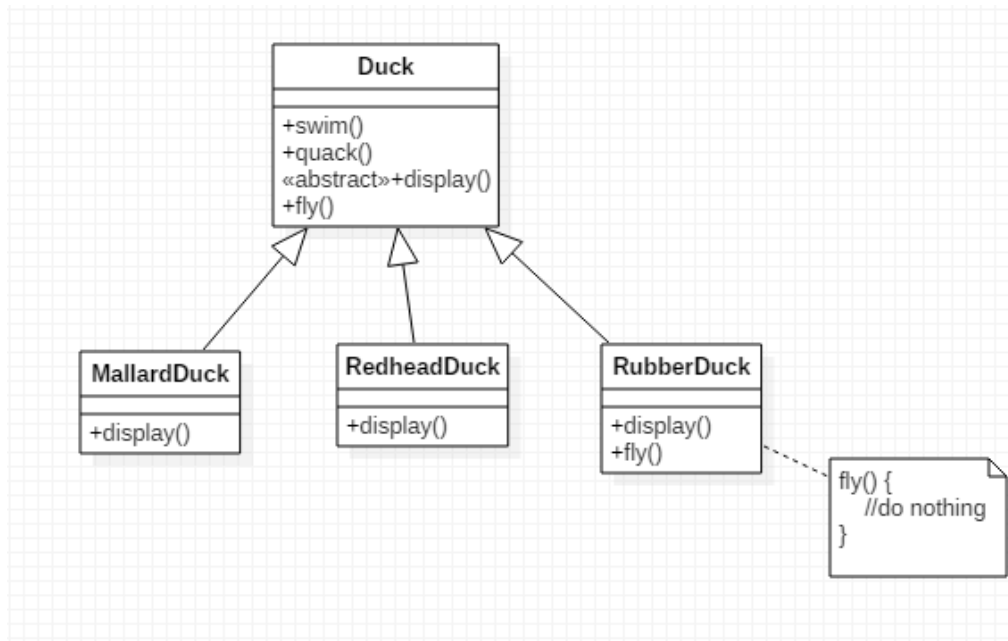 Duck
+swim()
+quack()
«abstract»+display()
+fly()
MallardDuck
+display()
RedheadDuck
+display()
RubberDuck
+display()
+fly()
fly() {
//do nothing
}